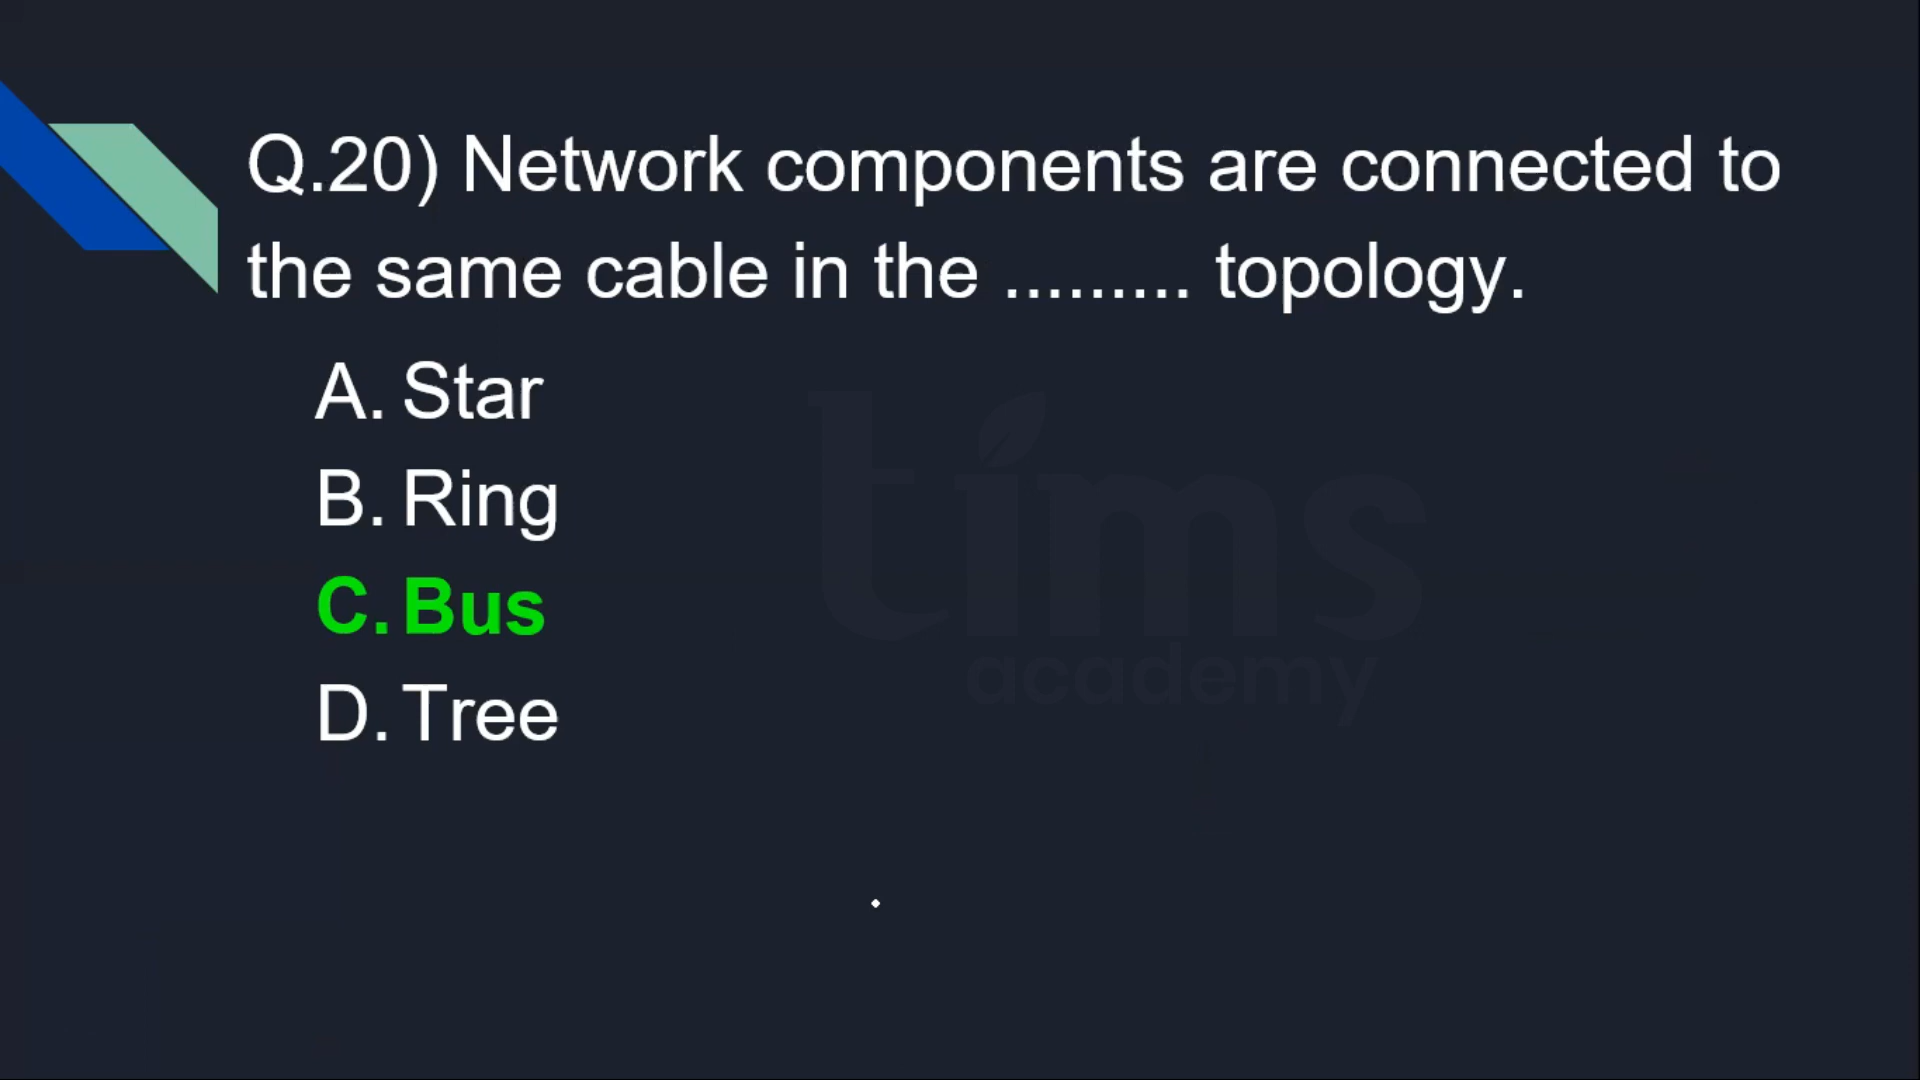 Q.20) Network components are connected to
the same cable in the ......... topology.
A. Star
B. Ring
C. Bus
D. Tree
tims
academy